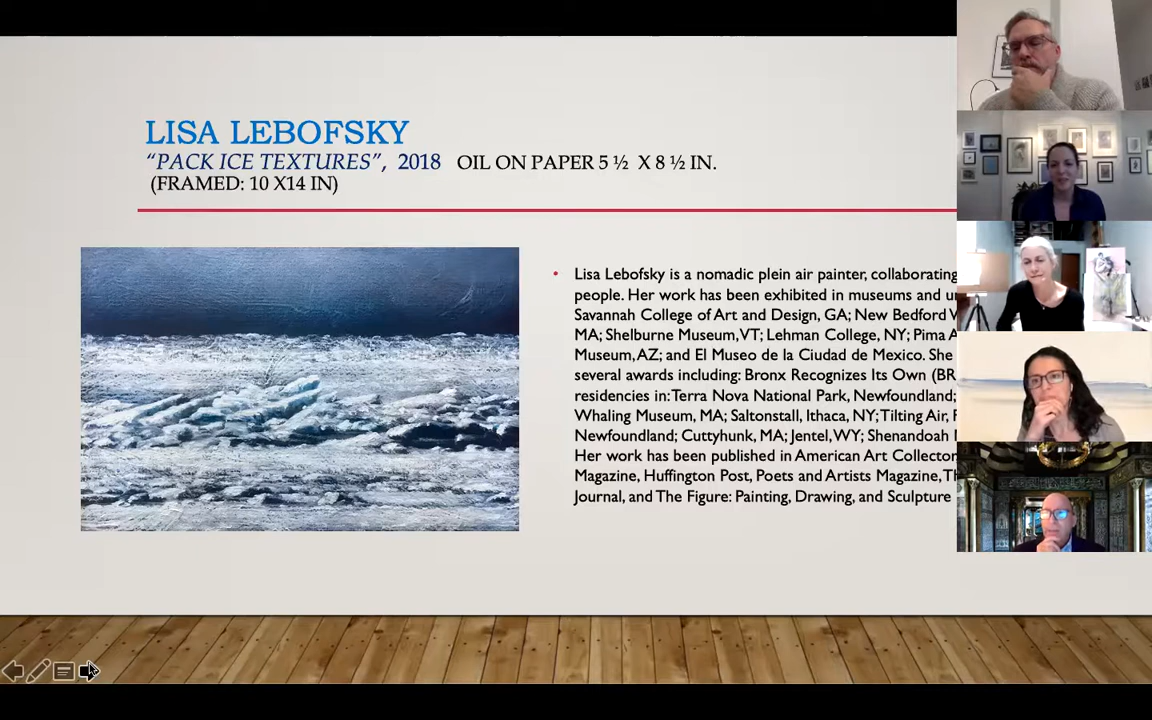 LISA LEBOFSKY
“PACK ICE TEXTURES”, 2018 OIL ON PAPER 5 ½ X 8 ½ IN.
(FRAMED: 10 X14 IN)
• Lisa Lebofsky is a nomadic plein air painter, collaborating
people. Her work has been exhibited in museums and un
Savannah College of Art and Design, GA; New Bedford
MA; Shelburne Museum, VT; Lehman College, NY; Pima
Museum, AZ; and El Museo de la Ciudad de Mexico. She
several awards including: Bronx Recognizes Its Own (BR
residencies in: Terra Nova National Park, Newfoundland;
Whaling Museum, MA; Saltonstall, Ithaca, NY; Tilting Air,
Newfoundland; Cuttyhunk, MA; Jentel, WY; Shenandoah
Her work has been published in American Art Collector
Magazine, Huffington Post, Poets and Artists Magazine,
Journal, and The Figure: Painting, Drawing, and Sculpture